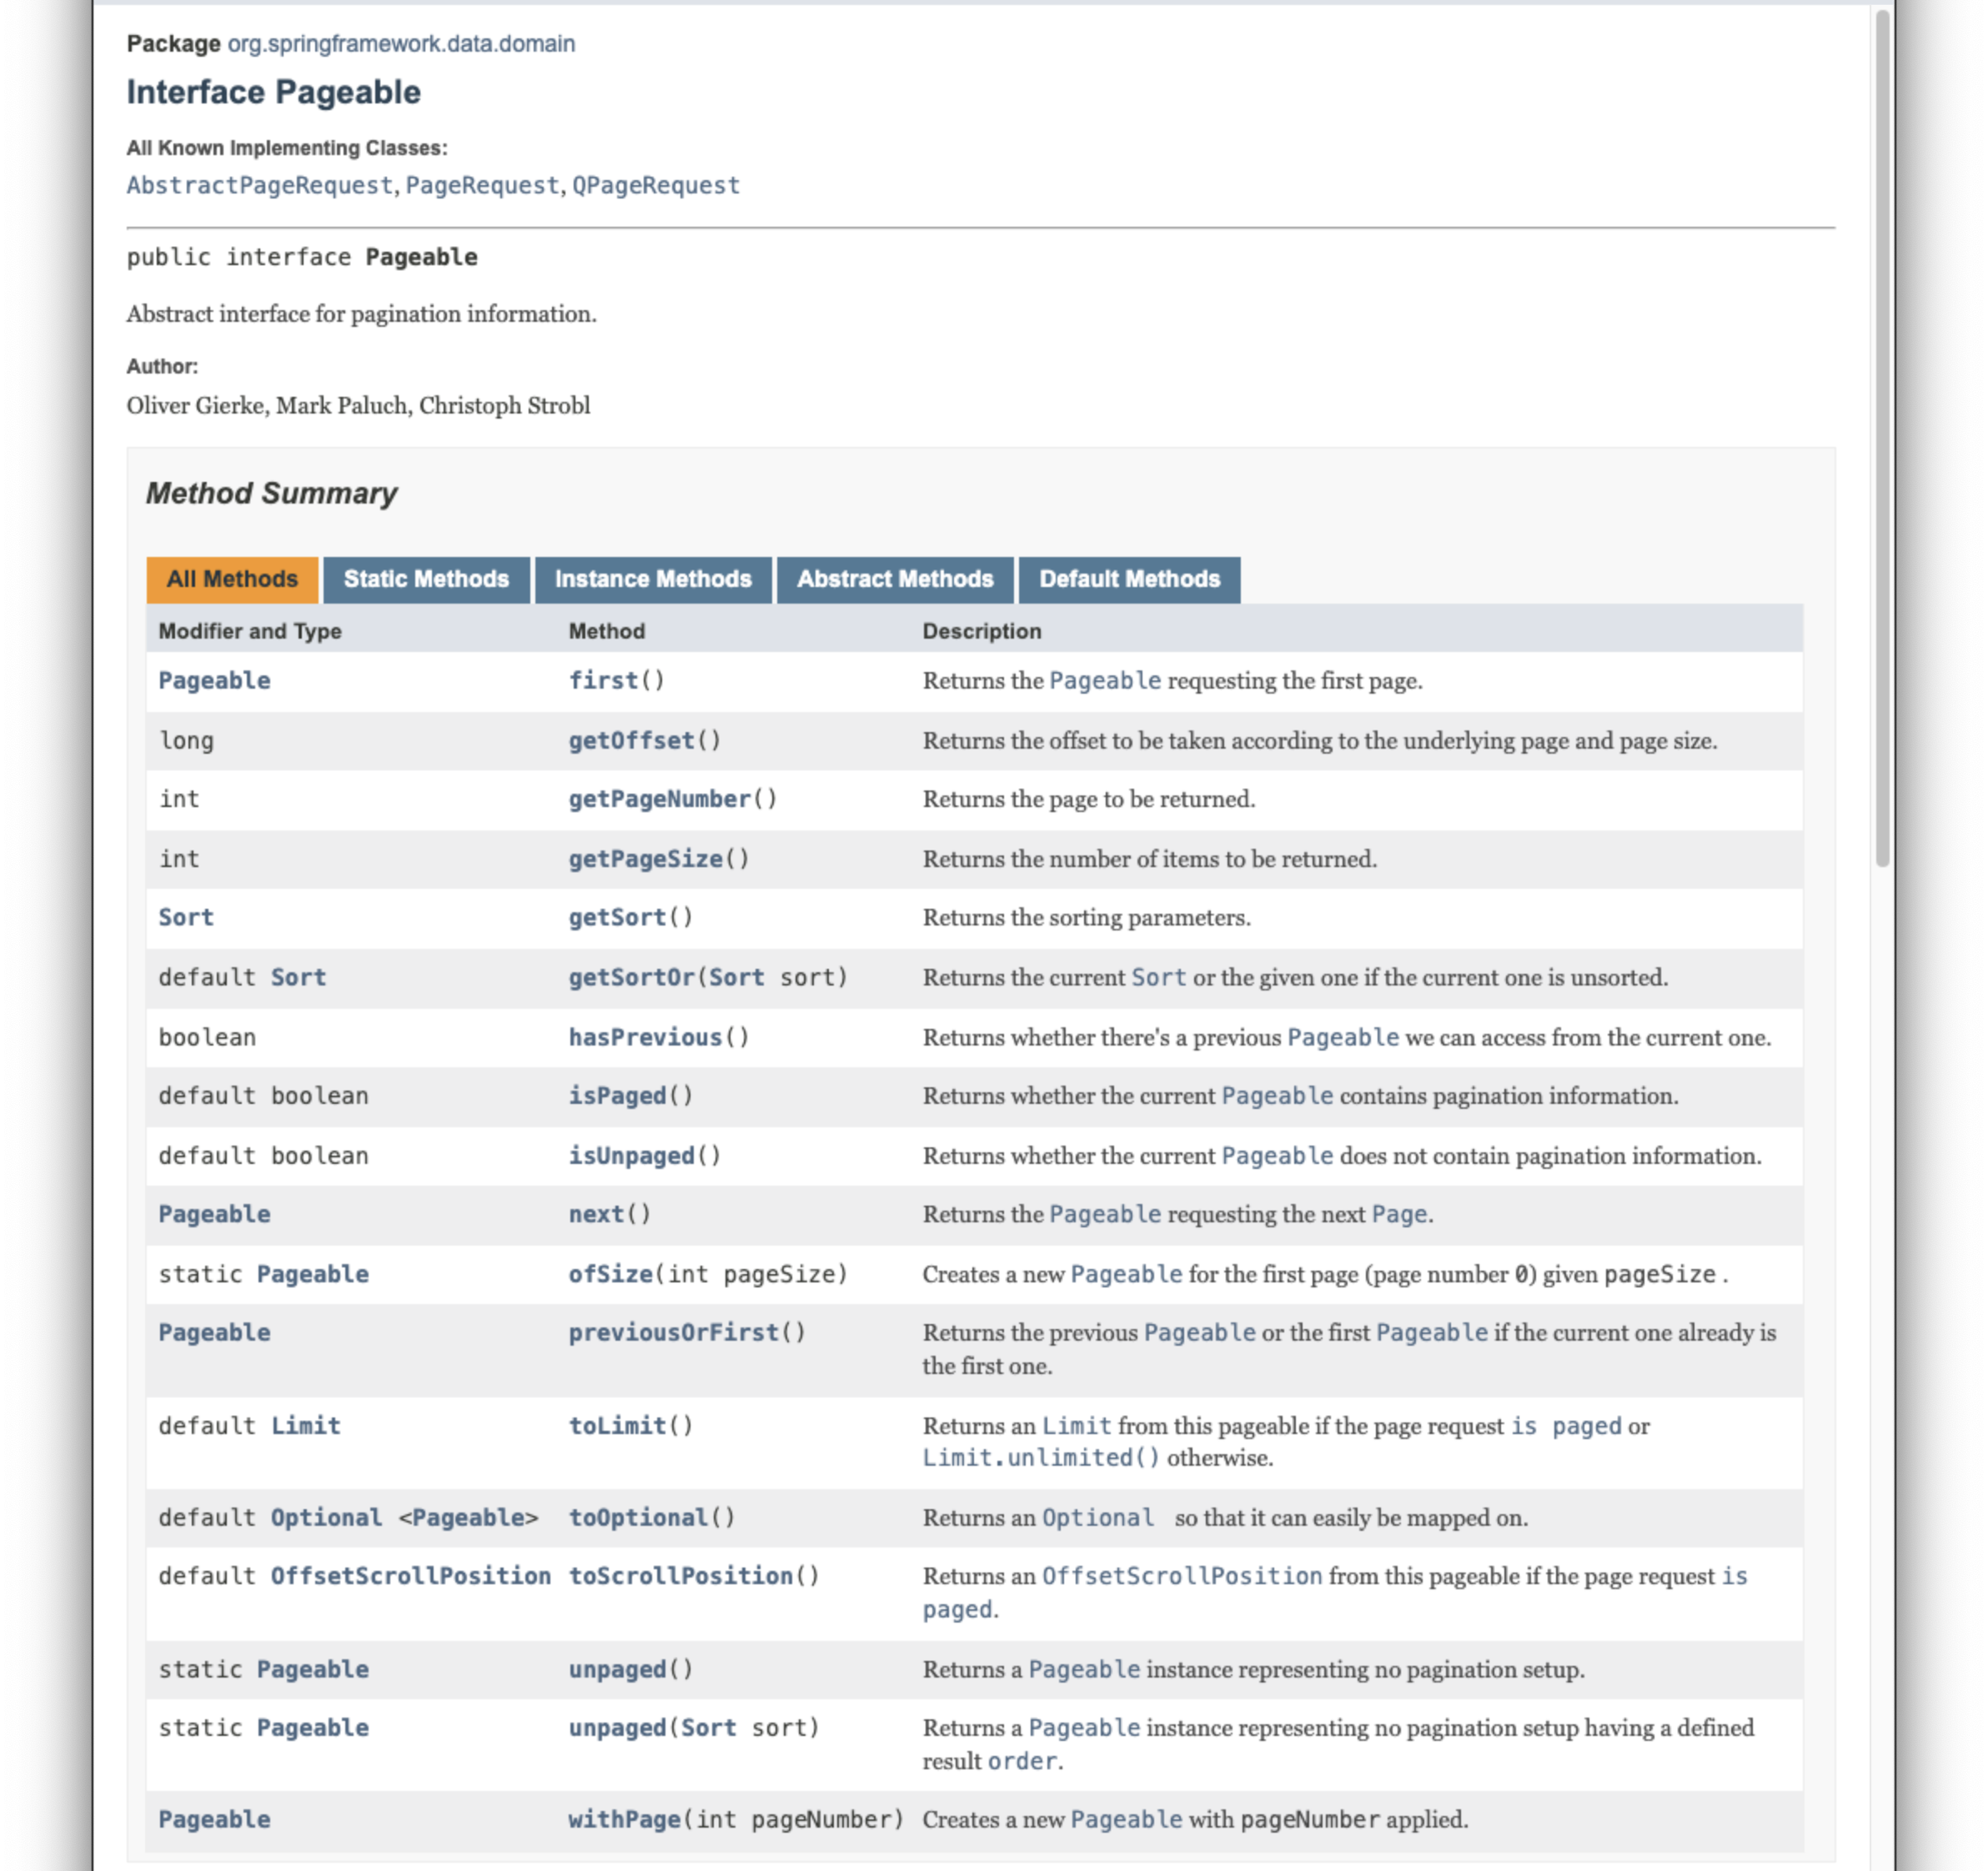 Package org.springframework.data.domain
Interface Pageable
All Known Implementing Classes:
AbstractPageRequest, PageRequest, QPageRequest
public interface Pageable
Abstract interface for pagination information.
Author:
Oliver Gierke, Mark Paluch, Christoph Strobl
Method Summary
All Methods Static Methods Instance Methods Abstract Methods Default Methods
Modifier and Type Method Description
Pageable first() Returns the Pageable requesting the first page.
long getOffset() Returns the offset to be taken according to the underlying page and page size.
int getPageNumber() Returns the page to be returned.
int getPageSize() Returns the number of items to be returned.
Sort getSort() Returns the sorting parameters.
default Sort getSortOr(Sort sort) Returns the current Sort or the given one if the current one is unsorted.
boolean hasPrevious() Returns whether there's a previous Pageable we can access from the current one.
default boolean isPaged() Returns whether the current Pageable contains pagination information.
default boolean isUnpaged() Returns whether the current Pageable does not contain pagination information.
Pageable next() Returns the Pageable requesting the next Page.
static Pageable ofSize(int pageSize) Creates a new Pageable for the first page (page number 0) given pageSize .
Pageable previousOrFirst() Returns the previous Pageable or the first Pageable if the current one already is
the first one.
default Limit toLimit() Returns an Limit from this pageable if the page request is paged or
Limit.unlimited() otherwise.
default Optional <Pageable> toOptional() Returns an Optional so that it can easily be mapped on.
default OffsetScrollPosition toScrollPosition() Returns an OffsetScrollPosition from this pageable if the page request is
paged.
static Pageable unpaged() Returns a Pageable instance representing no pagination setup.
static Pageable unpaged(Sort sort) Returns a Pageable instance representing no pagination setup having a defined
result order.
Pageable withPage(int pageNumber) Creates a new Pageable with pageNumber applied.